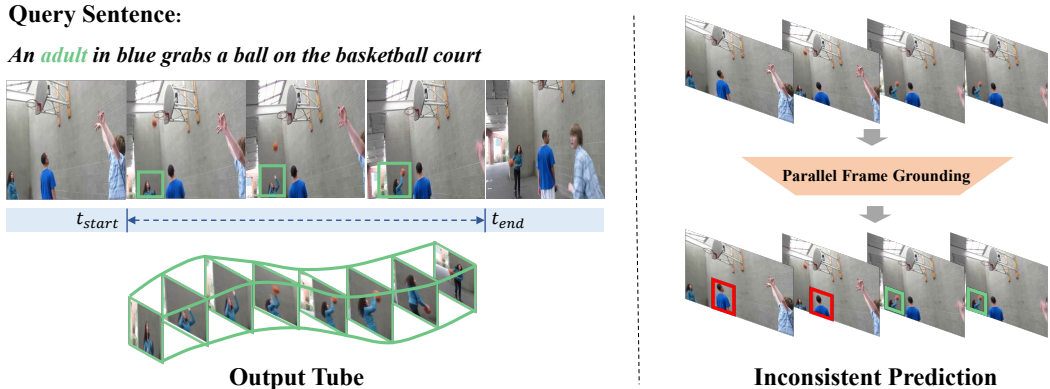 Query Sentence:
An adult in blue grabs a ball on the basketball court
t_start
t_end
Output Tube
Parallel Frame Grounding
Inconsistent Prediction